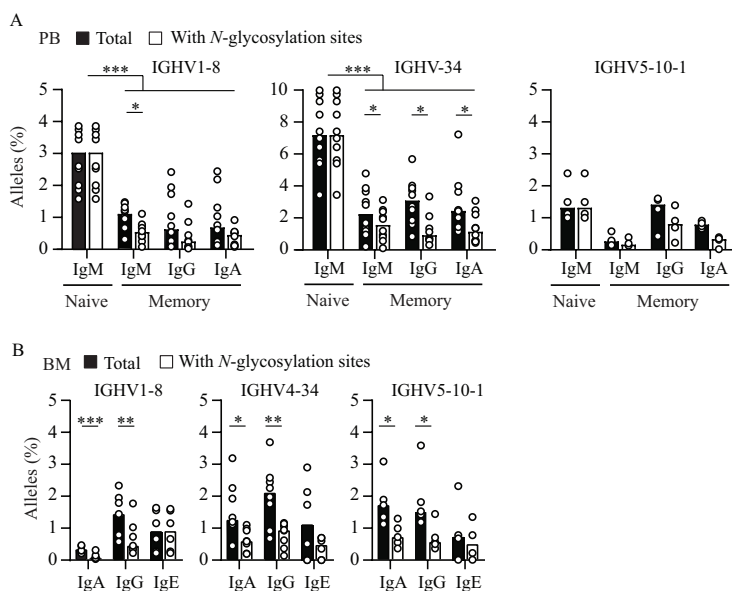 A
PB Total With N-glycosylation sites
IGHV1-8 IGHV-34 IGHV5-10-1
*** ***
* * * *
Alleles (%)
5 10 5
4 8 4
3 6 3
2 4 2
1 2 1
0 0 0
IgM IgM IgG IgA IgM IgM IgG IgA IgM IgM IgG IgA
Naive Memory Naive Memory Naive Memory
B
BM Total With N-glycosylation sites
IGHV1-8 IGHV4-34 IGHV5-10-1
*** ** * ** * *
Alleles (%)
5 5 5
4 4 4
3 3 3
2 2 2
1 1 1
0 0 0
IgA IgG IgE IgA IgG IgE IgA IgG IgE